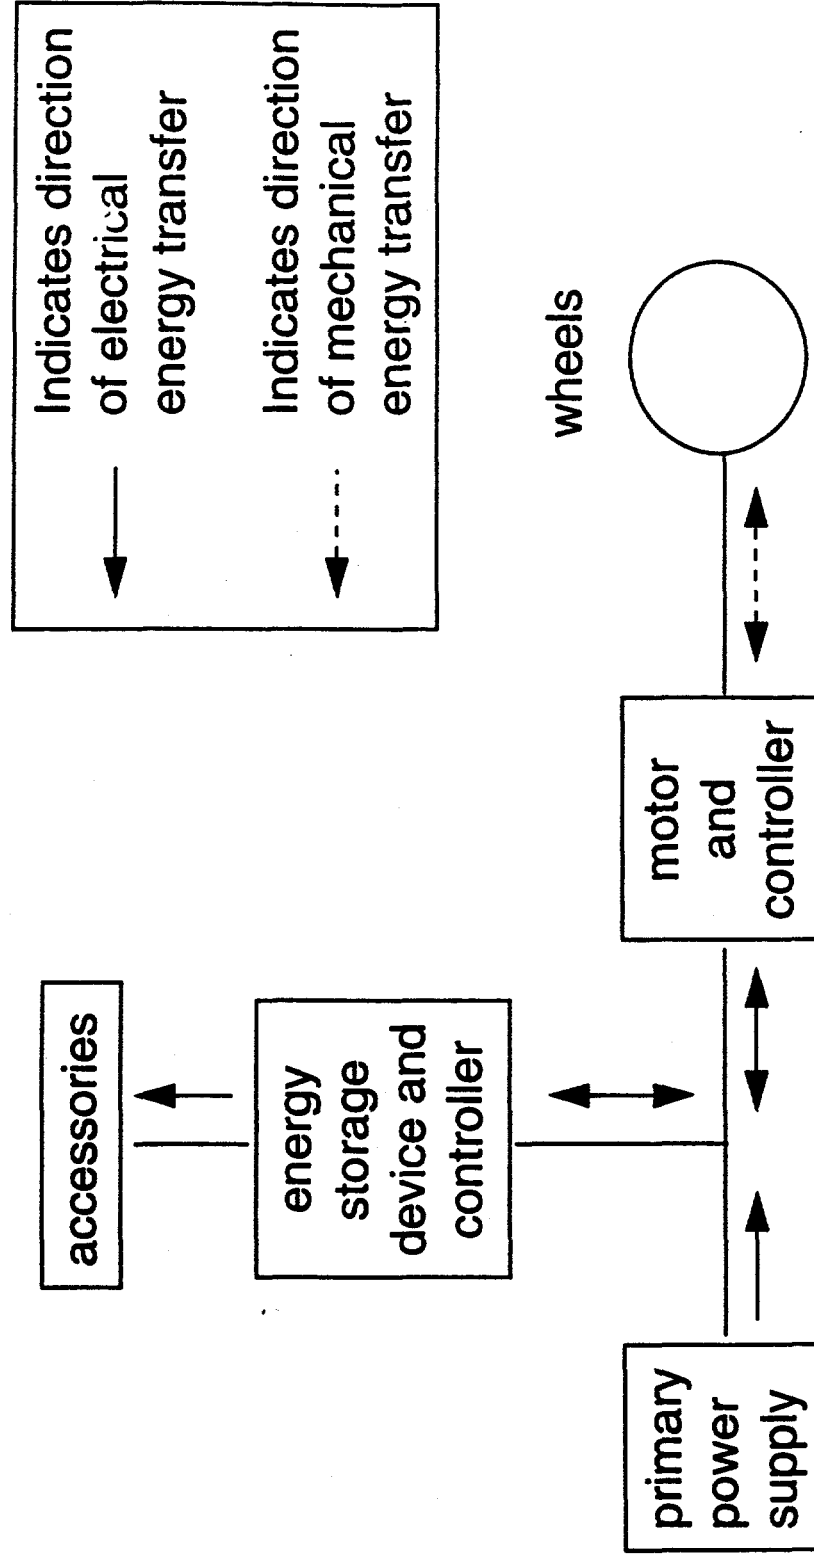 Indicates direction
of electrical
energy transfer
Indicates direction
of mechanical
energy transfer
accessories
energy
storage
device and
controller
primary
power
supply
motor
and
controller
wheels